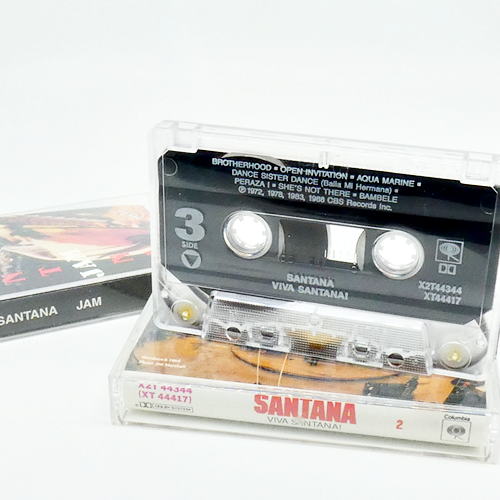 BROTHERHOOD ▪ OPEN INVITATION ▪ AQUA MARINE ▪
DANCE SISTER DANCE (Baila Mi Hermana) ▪
PERAZA I ▪ SHE'S NOT THERE ▪ BAMBELE
℗ 1972, 1978, 1983, 1988 CBS Records Inc.
3
SIDE
SANTANA
VIVA SANTANA!
X2T44344
XT44417
SANTANA JAM
X2T 44344
(XT 44417)
SANTANA
VIVA SANTANA!
2
Columbia